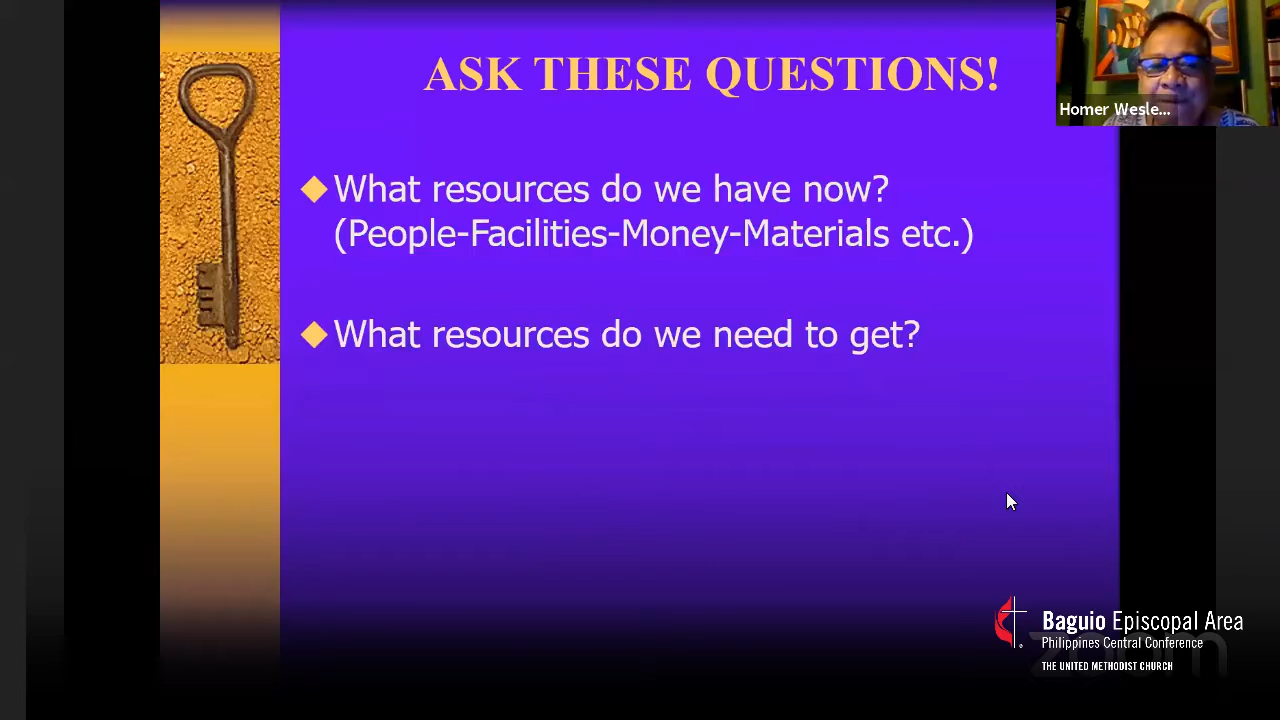 ASK THESE QUESTIONS!
Homer Wesle...
What resources do we have now?
(People-Facilities-Money-Materials etc.)
What resources do we need to get?
Baguio Episcopal Area
Philippines Central Conference
THE UNITED METHODIST CHURCH
zoom